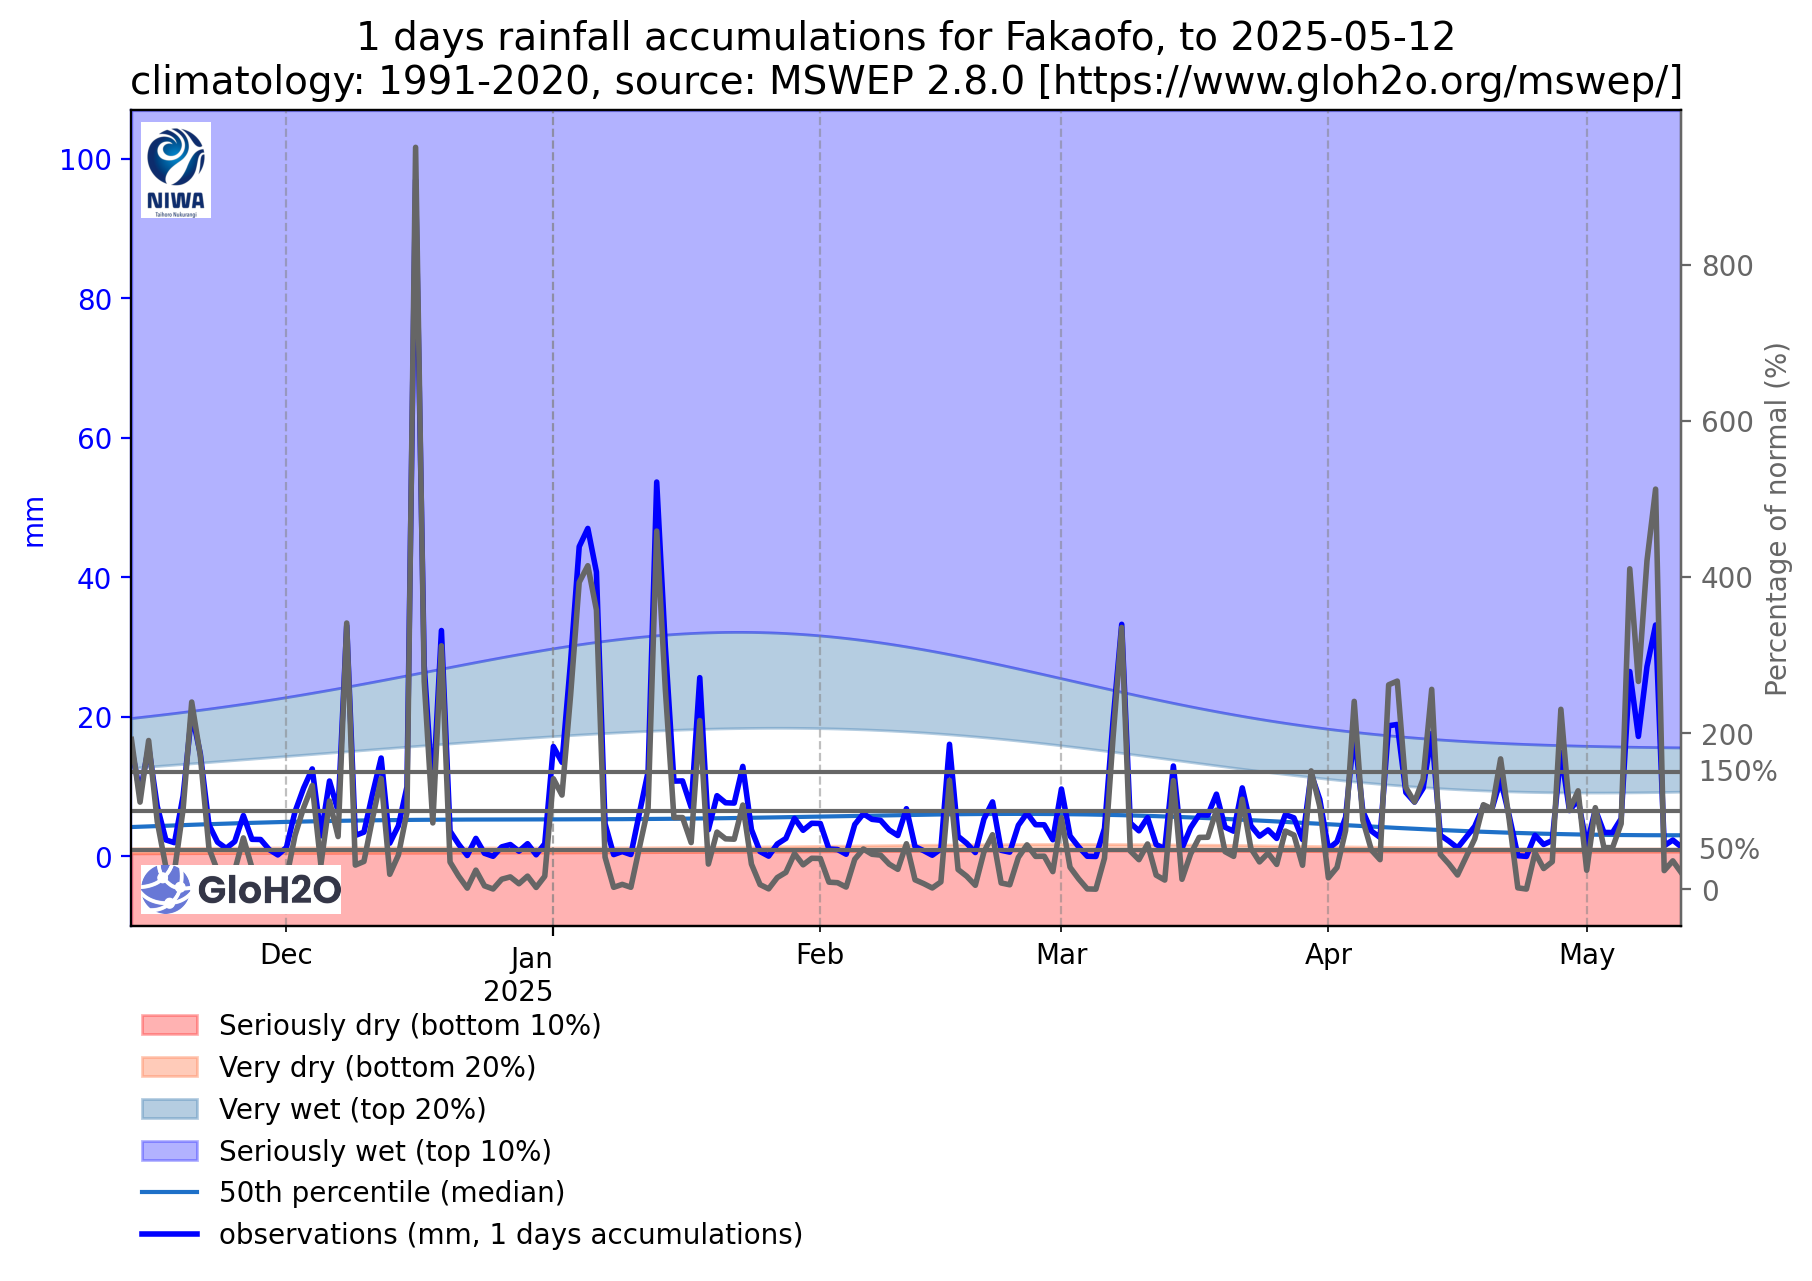 1 days rainfall accumulations for Fakaofo, to 2025-05-12
climatology: 1991-2020, source: MSWEP 2.8.0 [https://www.gloh2o.org/mswep/]
NIWA
Taihoro Nukurangi
100
80
60
40
20
0
mm
800
600
400
200
150%
50%
0
Percentage of normal (%)
GloH2O
Dec
Jan
2025
Feb
Mar
Apr
May
Seriously dry (bottom 10%)
Very dry (bottom 20%)
Very wet (top 20%)
Seriously wet (top 10%)
50th percentile (median)
observations (mm, 1 days accumulations)